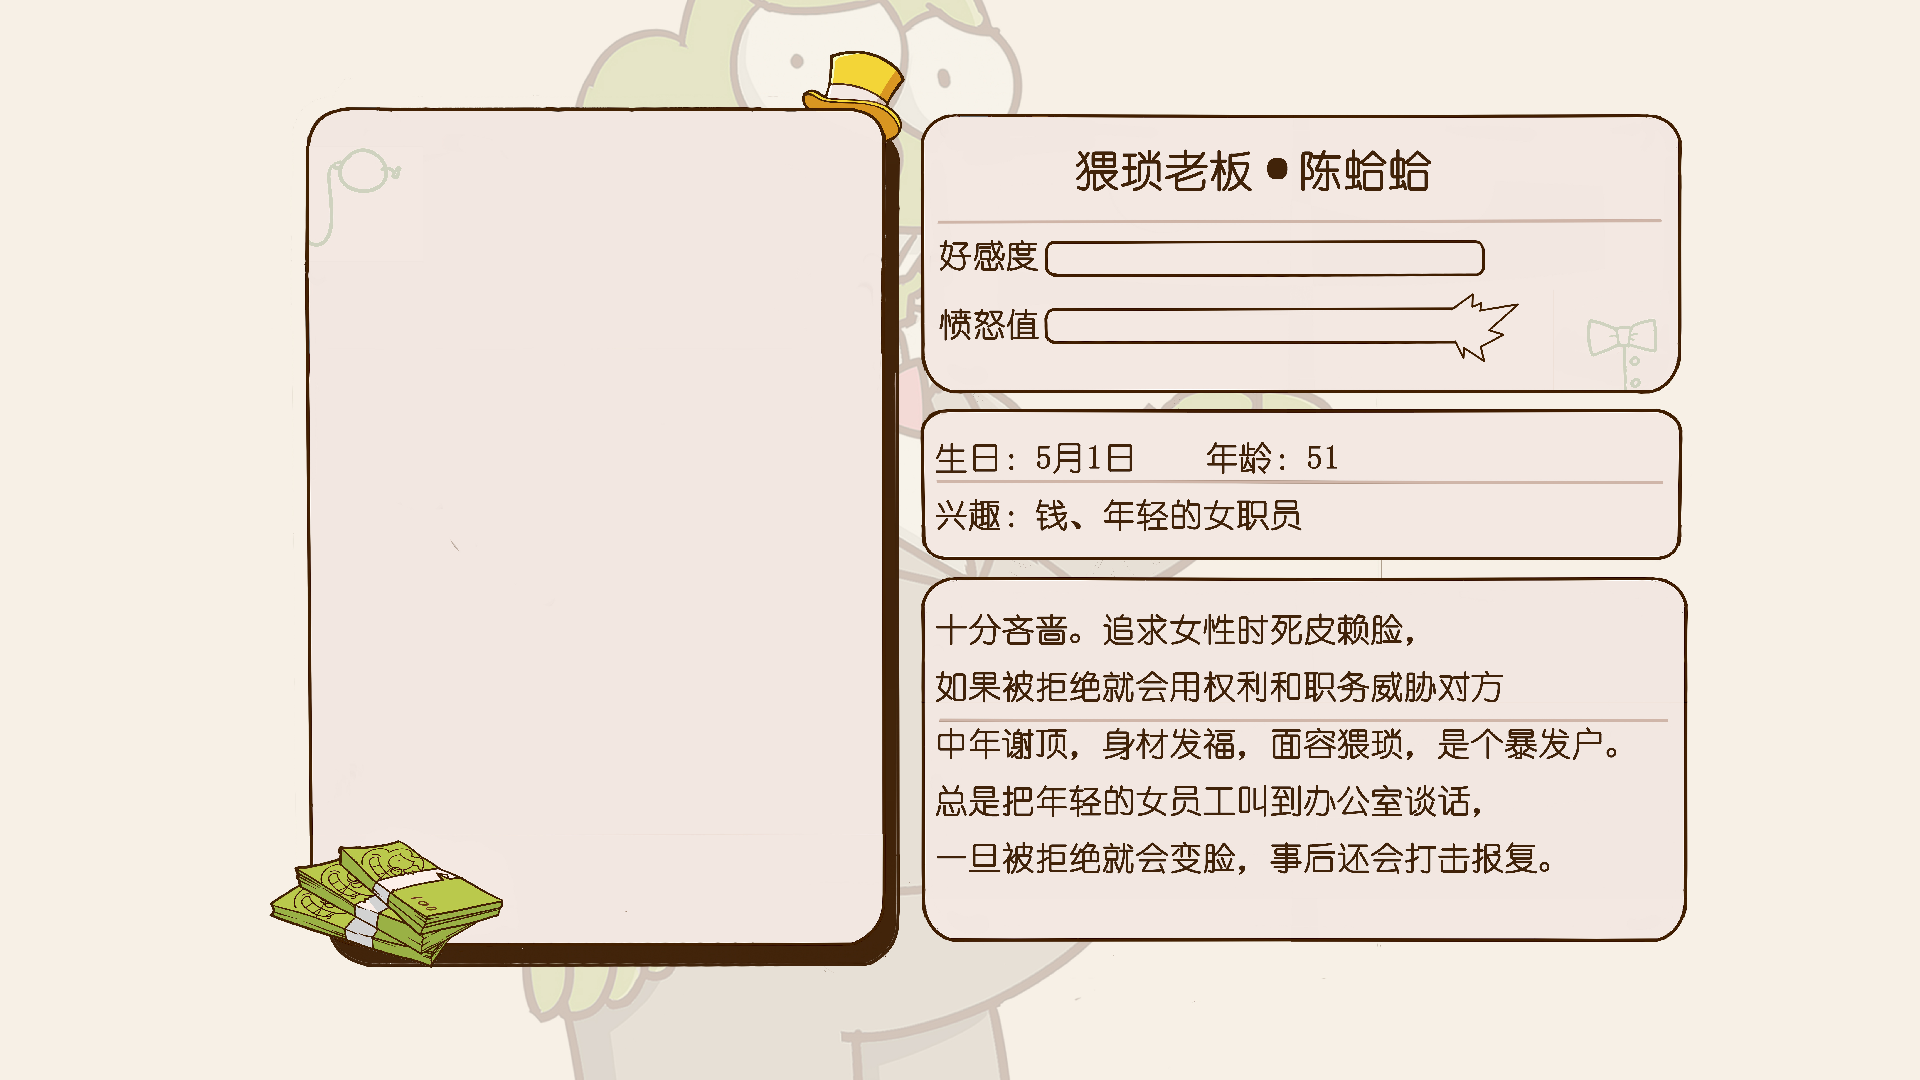 猥琐老板●陈蛤蛤
好感度
愤怒值
生日：5月1日 年龄：51
兴趣：钱、年轻的女职员
十分吝啬。追求女性时死皮赖脸，
如果被拒绝就会用权利和职务威胁对方
中年谢顶，身材发福，面容猥琐，是个暴发户。
总是把年轻的女员工叫到办公室谈话，
一旦被拒绝就会变脸，事后还会打击报复。
100